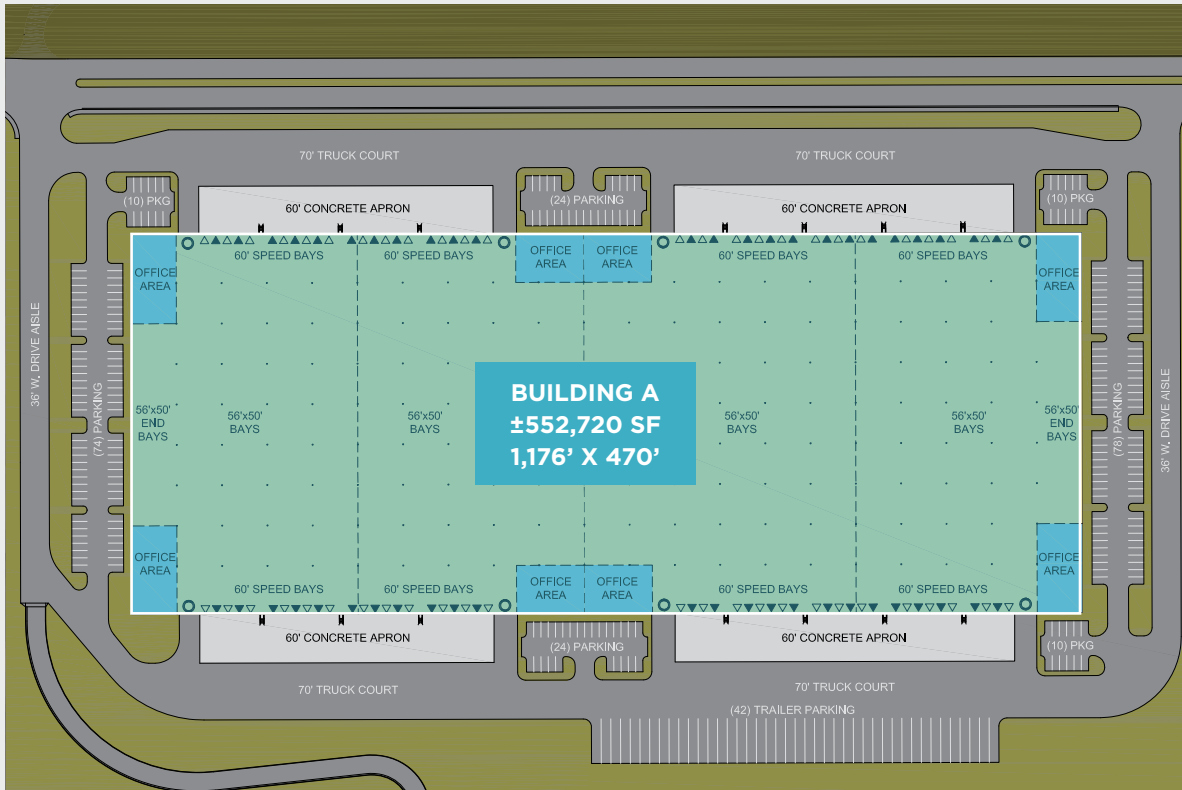 70' TRUCK COURT
70' TRUCK COURT
(10) PKG
(24) PARKING
(10) PKG
60' CONCRETE APRON
60' CONCRETE APRON
60' SPEED BAYS
60' SPEED BAYS
OFFICE
AREA
OFFICE
AREA
60' SPEED BAYS
60' SPEED BAYS
OFFICE
AREA
OFFICE
AREA
36' W. DRIVE AISLE
(74) PARKING
56'x50'
END
BAYS
56'x50'
BAYS
56'x50'
BAYS
BUILDING A
±552,720 SF
1,176’ X 470’
56'x50'
BAYS
56'x50'
BAYS
56'x50'
END
BAYS
(78) PARKING
36' W. DRIVE AISLE
OFFICE
AREA
OFFICE
AREA
60' SPEED BAYS
60' SPEED BAYS
OFFICE
AREA
OFFICE
AREA
60' SPEED BAYS
60' SPEED BAYS
60' CONCRETE APRON
(24) PARKING
60' CONCRETE APRON
(10) PKG
70' TRUCK COURT
70' TRUCK COURT
(42) TRAILER PARKING